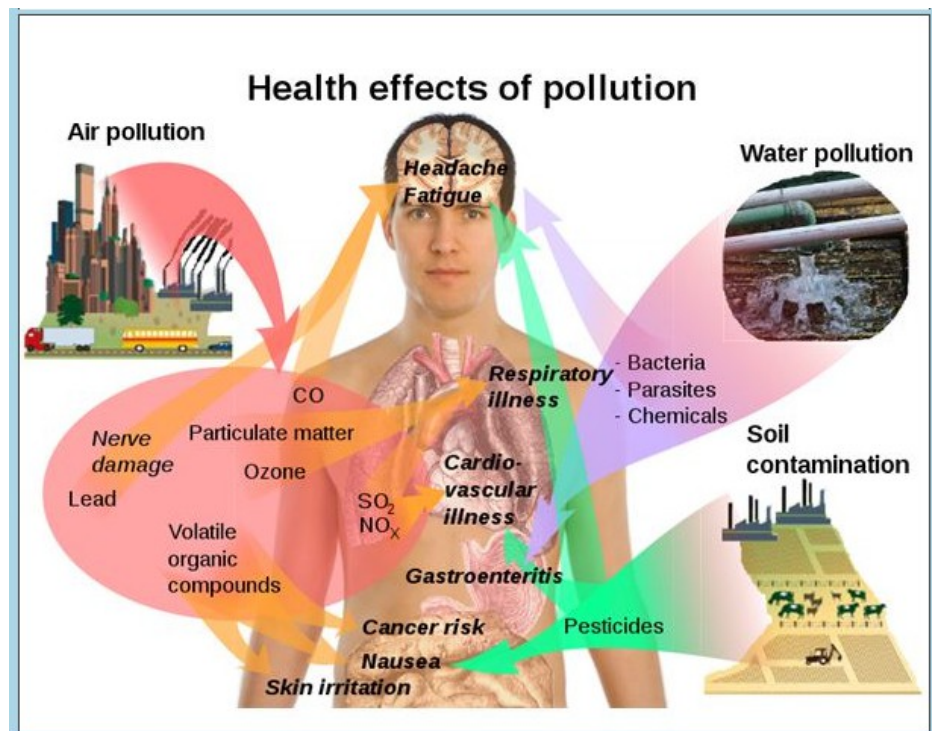 Health effects of pollution
Air pollution
Water pollution
Headache
Fatigue
Respiratory
illness
- Bacteria
- Parasites
- Chemicals
CO
Particulate matter
Ozone
Nerve
damage
Lead
Cardio-
vascular
illness
SO₂
NOₓ
Soil
contamination
Volatile
organic
compounds
Gastroenteritis
Cancer risk
Pesticides
Nausea
Skin irritation